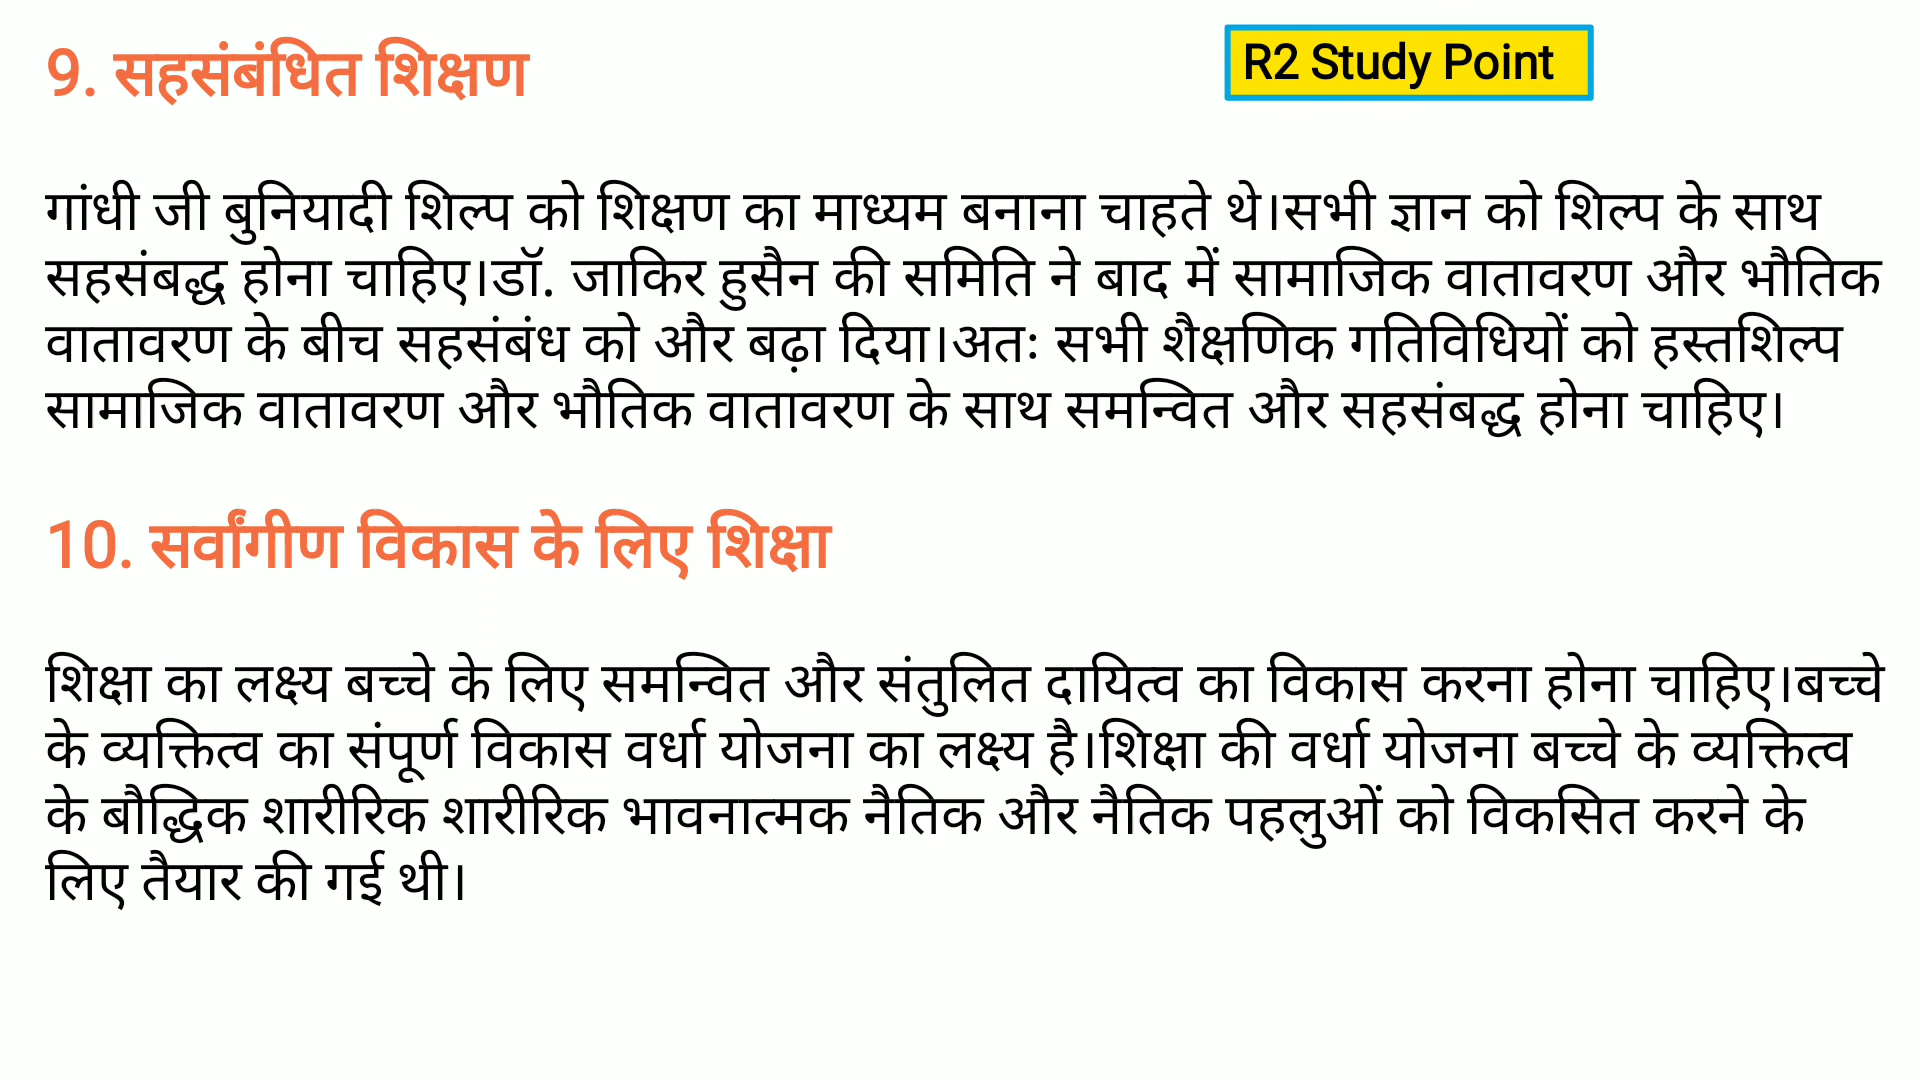 9. सहसंबंधित शिक्षण
R2 Study Point
गांधी जी बुनियादी शिल्प को शिक्षण का माध्यम बनाना चाहते थे।सभी ज्ञान को शिल्प के साथ
सहसंबद्ध होना चाहिए।डॉ. जाकिर हुसैन की समिति ने बाद में सामाजिक वातावरण और भौतिक
वातावरण के बीच सहसंबंध को और बढ़ा दिया।अतः सभी शैक्षणिक गतिविधियों को हस्तशिल्प
सामाजिक वातावरण और भौतिक वातावरण के साथ समन्वित और सहसंबद्ध होना चाहिए।
10. सर्वांगीण विकास के लिए शिक्षा
शिक्षा का लक्ष्य बच्चे के लिए समन्वित और संतुलित दायित्व का विकास करना होना चाहिए।बच्चे
के व्यक्तित्व का संपूर्ण विकास वर्धा योजना का लक्ष्य है।शिक्षा की वर्धा योजना बच्चे के व्यक्तित्व
के बौद्धिक शारीरिक शारीरिक भावनात्मक नैतिक और नैतिक पहलुओं को विकसित करने के
लिए तैयार की गई थी।